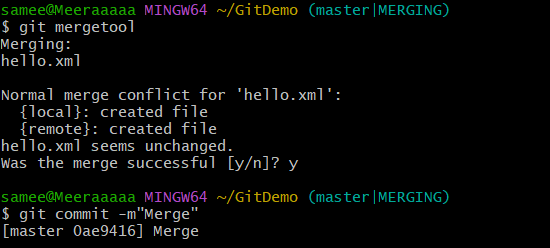 samee@Meeraaaaa MINGW64 ~/GitDemo (master|MERGING)
$ git mergetool
Merging:
hello.xml

Normal merge conflict for 'hello.xml':
  {local}: created file
  {remote}: created file
hello.xml seems unchanged.
Was the merge successful [y/n]? y

samee@Meeraaaaa MINGW64 ~/GitDemo (master|MERGING)
$ git commit -m"Merge"
[master 0ae9416] Merge